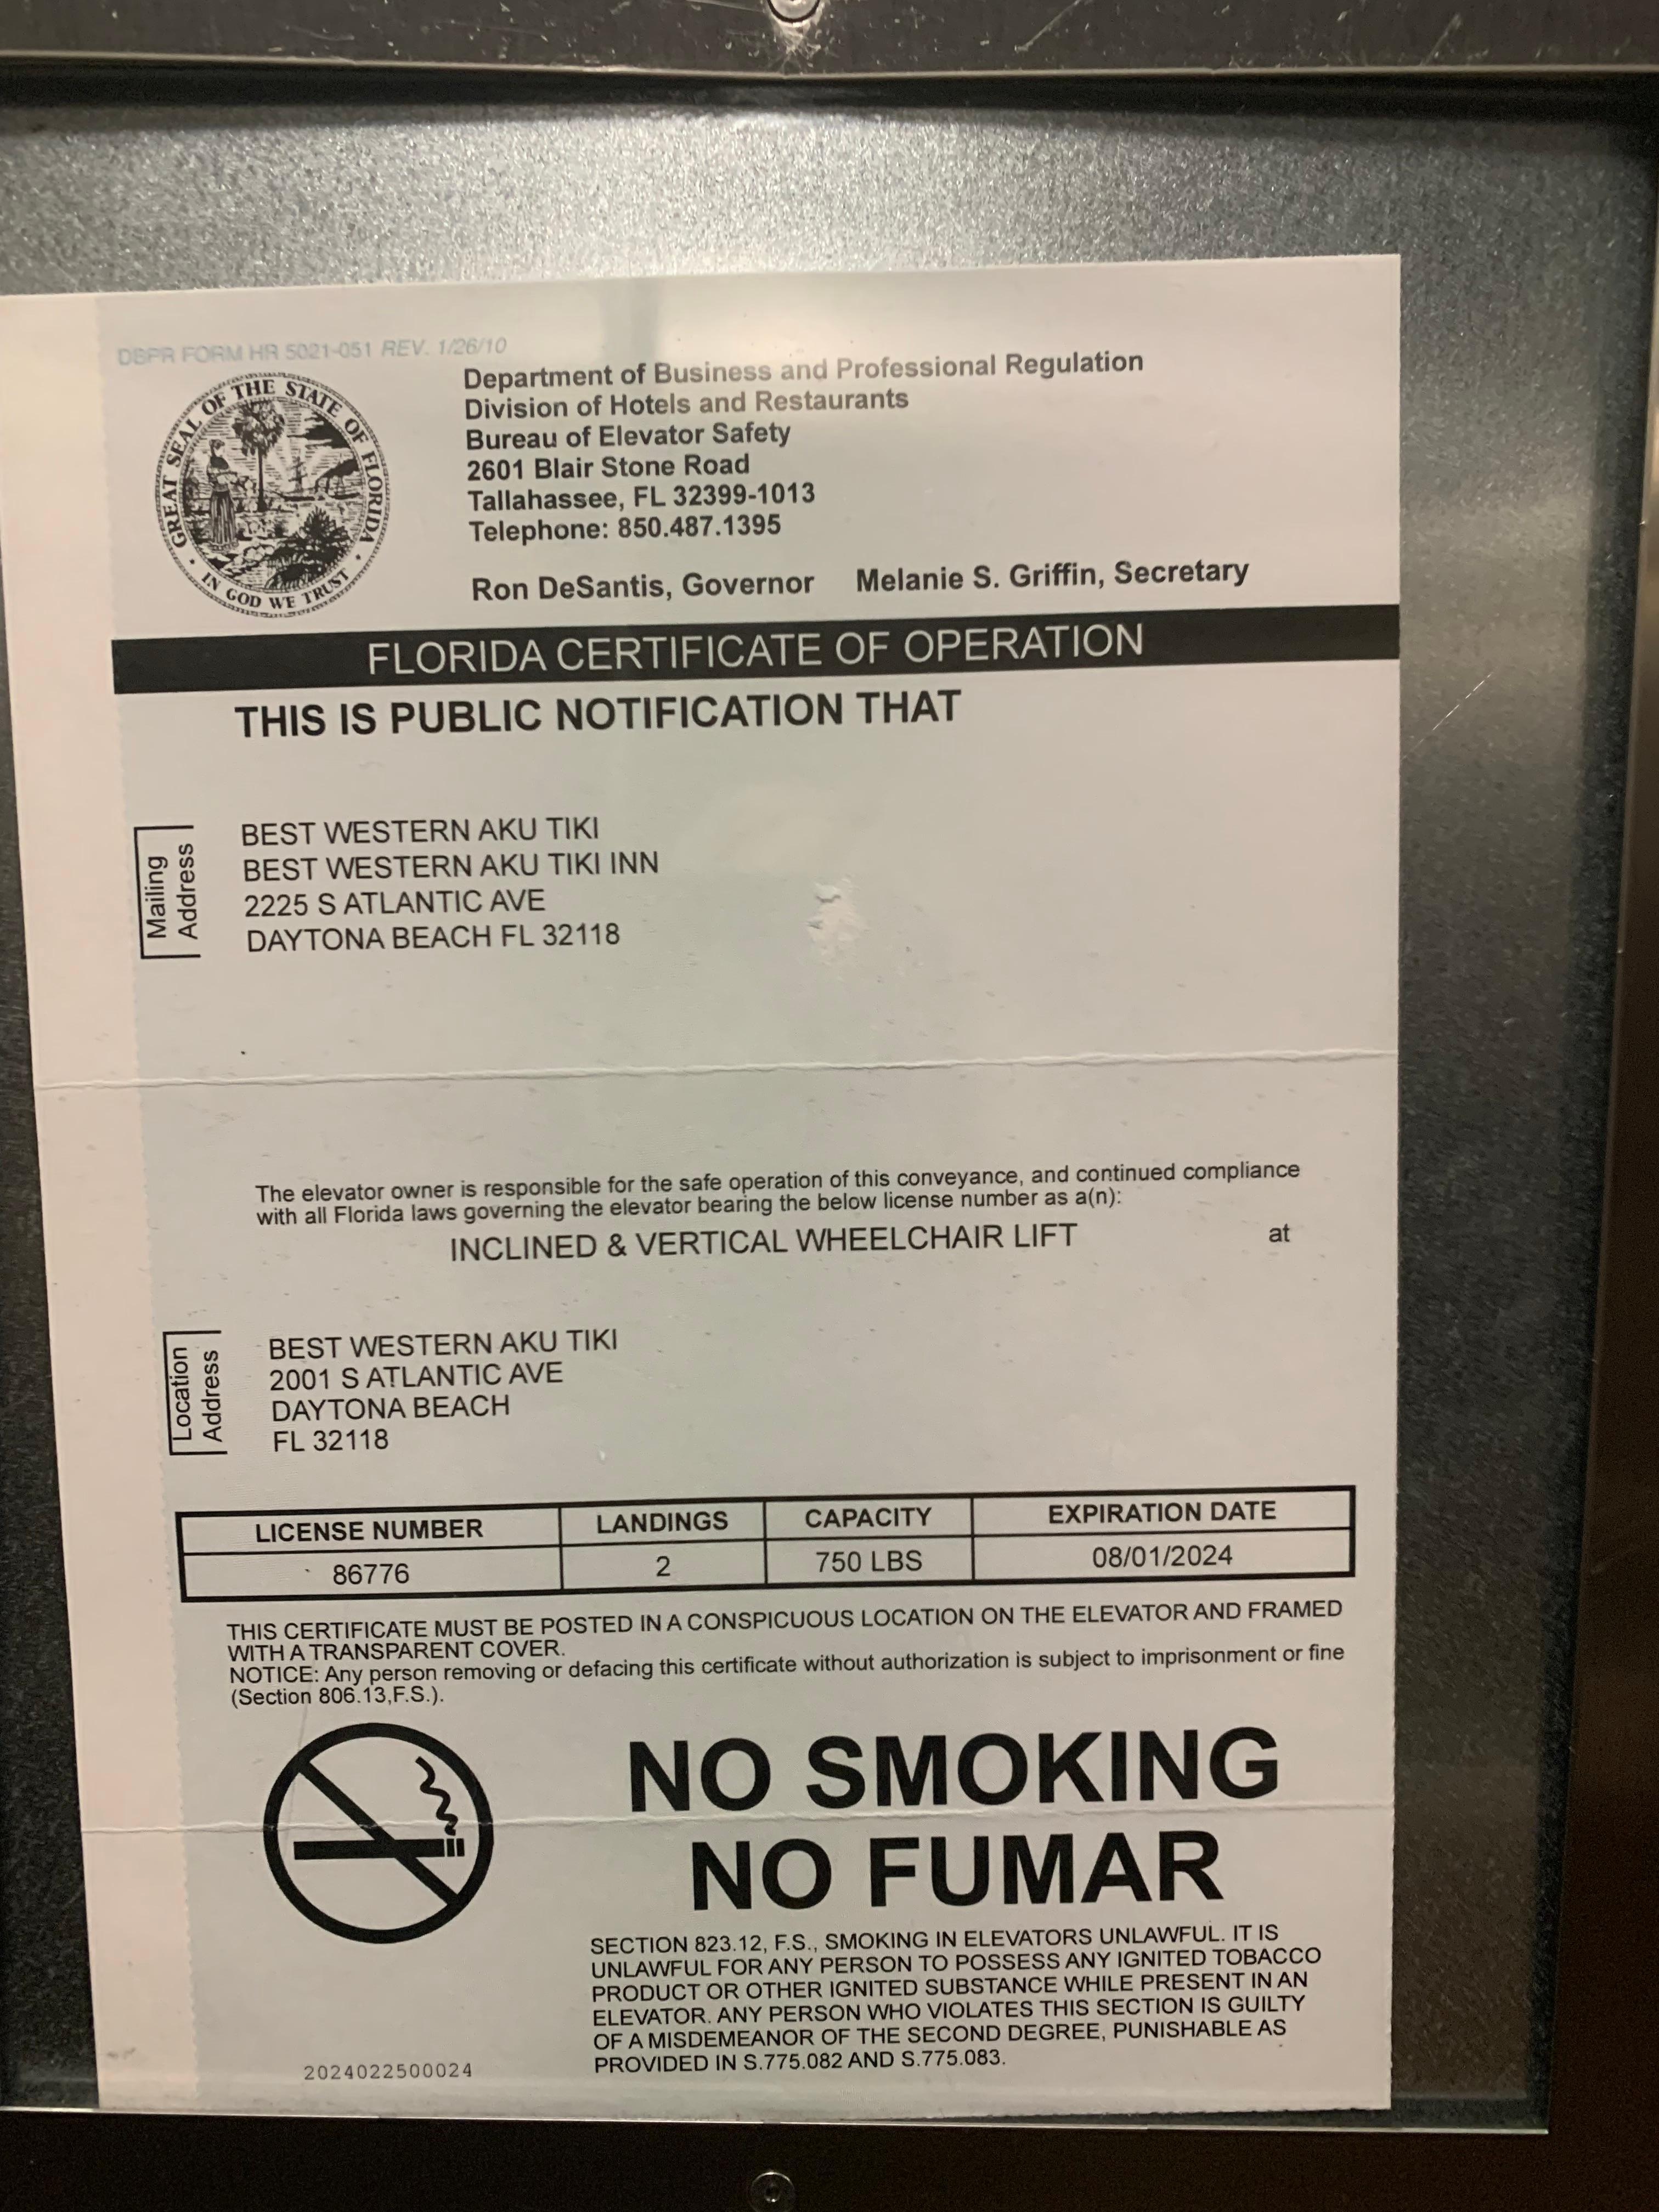 DBPR FORM HR 5021-051 REV. 1/26/10
GREAT SEAL OF THE STATE OF FLORIDA
IN GOD WE TRUST
Department of Business and Professional Regulation
Division of Hotels and Restaurants
Bureau of Elevator Safety
2601 Blair Stone Road
Tallahassee, FL 32399-1013
Telephone: 850.487.1395
Ron DeSantis, Governor Melanie S. Griffin, Secretary
FLORIDA CERTIFICATE OF OPERATION
THIS IS PUBLIC NOTIFICATION THAT
Mailing
Address
BEST WESTERN AKU TIKI
BEST WESTERN AKU TIKI INN
2225 S ATLANTIC AVE
DAYTONA BEACH FL 32118
The elevator owner is responsible for the safe operation of this conveyance, and continued compliance
with all Florida laws governing the elevator bearing the below license number as a(n):
INCLINED & VERTICAL WHEELCHAIR LIFT at
Location
Address
BEST WESTERN AKU TIKI
2001 S ATLANTIC AVE
DAYTONA BEACH
FL 32118
LICENSE NUMBER LANDINGS CAPACITY EXPIRATION DATE
86776 2 750 LBS 08/01/2024
THIS CERTIFICATE MUST BE POSTED IN A CONSPICUOUS LOCATION ON THE ELEVATOR AND FRAMED
WITH A TRANSPARENT COVER.
NOTICE: Any person removing or defacing this certificate without authorization is subject to imprisonment or fine
(Section 806.13,F.S.).
NO SMOKING
NO FUMAR
SECTION 823.12, F.S., SMOKING IN ELEVATORS UNLAWFUL. IT IS
UNLAWFUL FOR ANY PERSON TO POSSESS ANY IGNITED TOBACCO
PRODUCT OR OTHER IGNITED SUBSTANCE WHILE PRESENT IN AN
ELEVATOR. ANY PERSON WHO VIOLATES THIS SECTION IS GUILTY
OF A MISDEMEANOR OF THE SECOND DEGREE, PUNISHABLE AS
PROVIDED IN S.775.082 AND S.775.083.
2024022500024